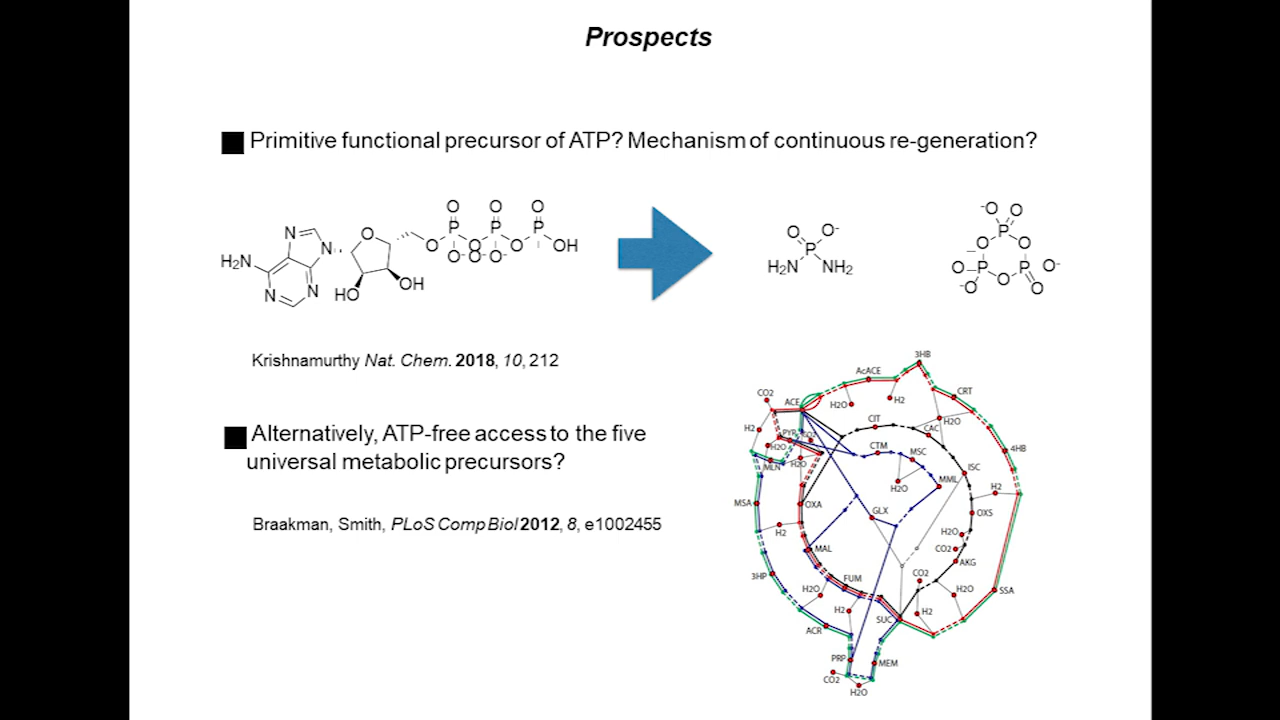 Prospects
Primitive functional precursor of ATP? Mechanism of continuous re-generation?
O O O
P P P
O O⁻ O O⁻ O⁻ O OH
N N
H₂N
N N
O
HO OH
O O⁻
P
H₂N NH₂
⁻O O
P
O O
O P P O⁻
⁻O O O
Krishnamurthy Nat. Chem. 2018, 10, 212
Alternatively, ATP-free access to the five
universal metabolic precursors?
Braakman, Smith, PLoS Comp Biol 2012, 8, e1002455
3HB
AcACE
CO2
ACE
H2O
H2
CRT
CIT
H2O
H2
PYR
CO2
CAC
H2O
CTM
MSC
4HB
MLN
H2O
ISC
MML
H2O
H2
MSA
OXA
GLX
OXS
H2
H2O
MAL
CO2
AKG
3HP
FUM
CO2
H2O
H2O
SSA
H2
H2
SUC
ACR
PRP
MEM
CO2
H2O